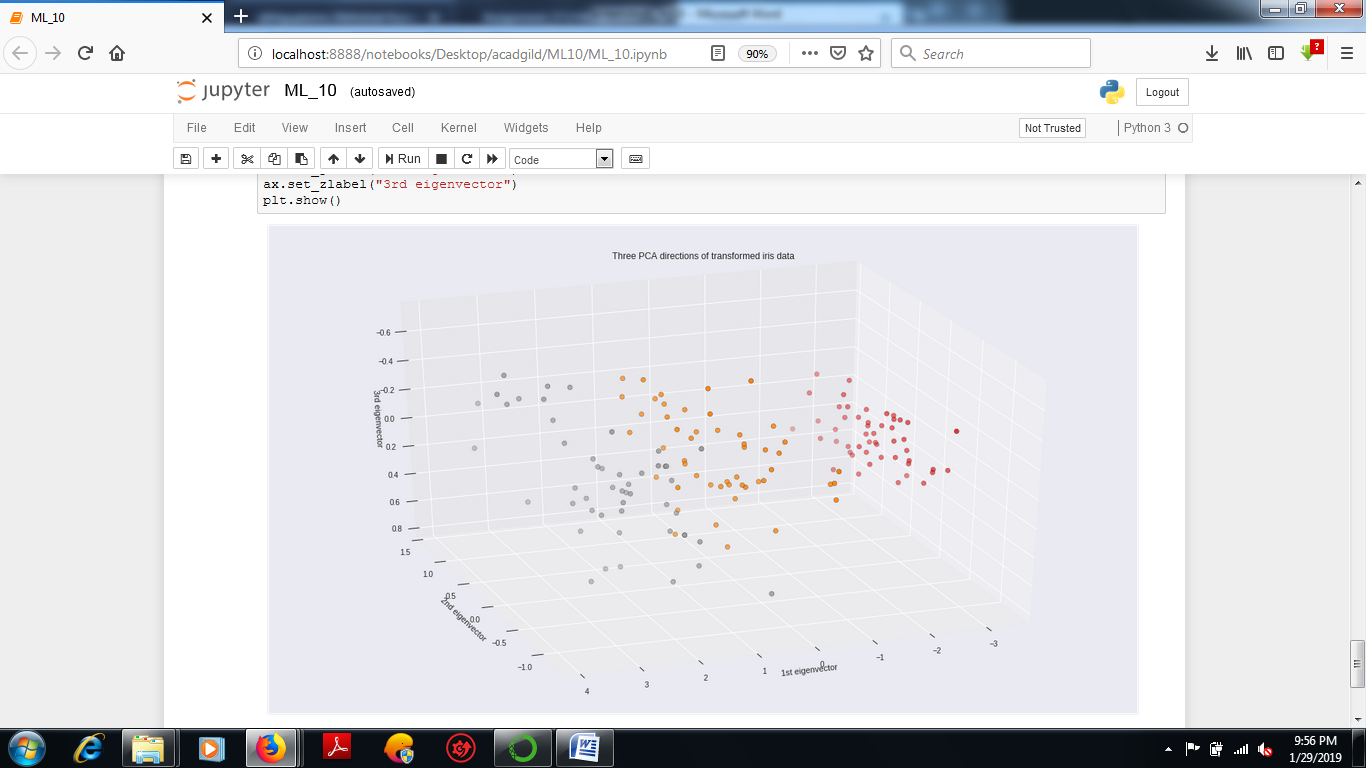 Microsoft Word
ML_10
localhost:8888/notebooks/Desktop/acadgild/ML10/ML_10.ipynb
90%
Search
?
jupyter ML_10 (autosaved)
Logout
File Edit View Insert Cell Kernel Widgets Help
Not Trusted
Python 3
Run
Code
ax.set_zlabel("3rd eigenvector")
plt.show()
Three PCA directions of transformed iris data
−0.6
−0.4
−0.2
0.0
0.2
0.4
0.6
0.8
3rd eigenvector
1.5
1.0
0.5
0.0
−0.5
−1.0
2nd eigenvector
4
3
2
1
0
−1
−2
−3
1st eigenvector
9:56 PM
1/29/2019